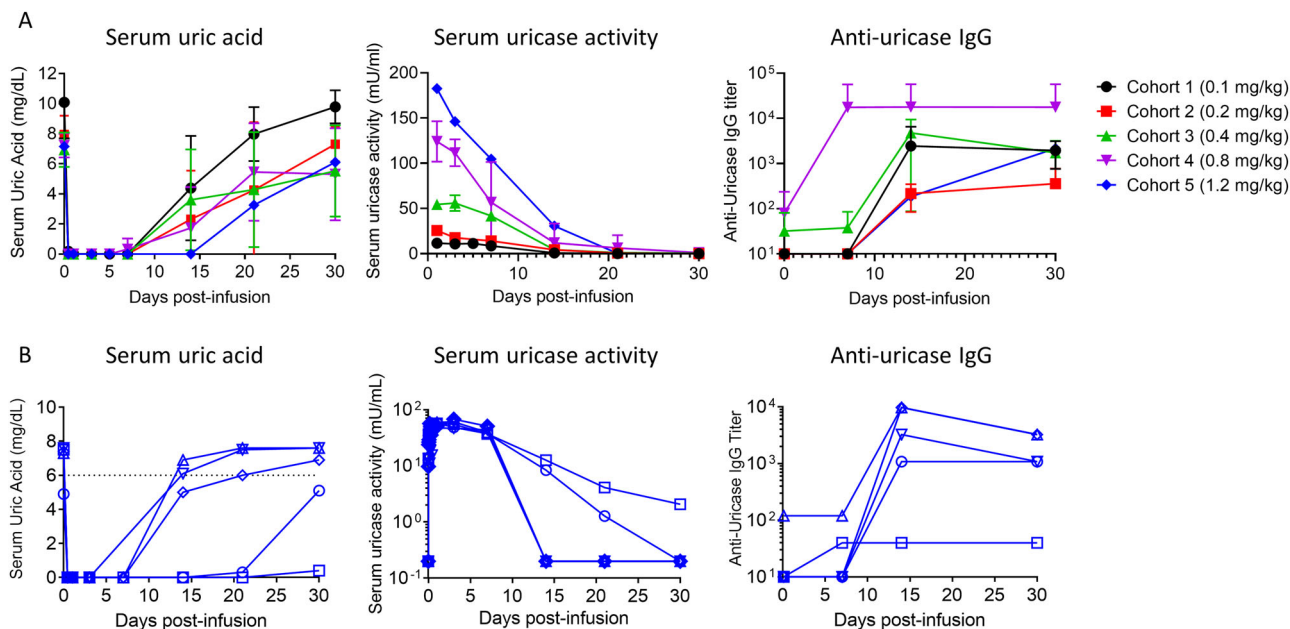 A
Serum uric acid
Serum uricase activity
Anti-uricase IgG
Serum Uric Acid (mg/dL)
12
10
8
6
4
2
0
0 5 10 15 20 25 30
Days post-infusion
Serum uricase activity (mU/ml)
200
150
100
50
0
0 10 20 30
Days post-infusion
Anti-Uricase IgG titer
10⁵
10⁴
10³
10²
10¹
0 10 20 30
Days post-infusion
Cohort 1 (0.1 mg/kg)
Cohort 2 (0.2 mg/kg)
Cohort 3 (0.4 mg/kg)
Cohort 4 (0.8 mg/kg)
Cohort 5 (1.2 mg/kg)
B
Serum uric acid
Serum uricase activity
Anti-uricase IgG
Serum Uric Acid (mg/dL)
10
8
6
4
2
0
0 5 10 15 20 25 30
Days post-infusion
Serum uricase activity (mU/mL)
10²
10¹
10⁰
10⁻¹
0 5 10 15 20 25 30
Days post-infusion
Anti-Uricase IgG Titer
10⁴
10³
10²
10¹
0 5 10 15 20 25 30
Days post-infusion